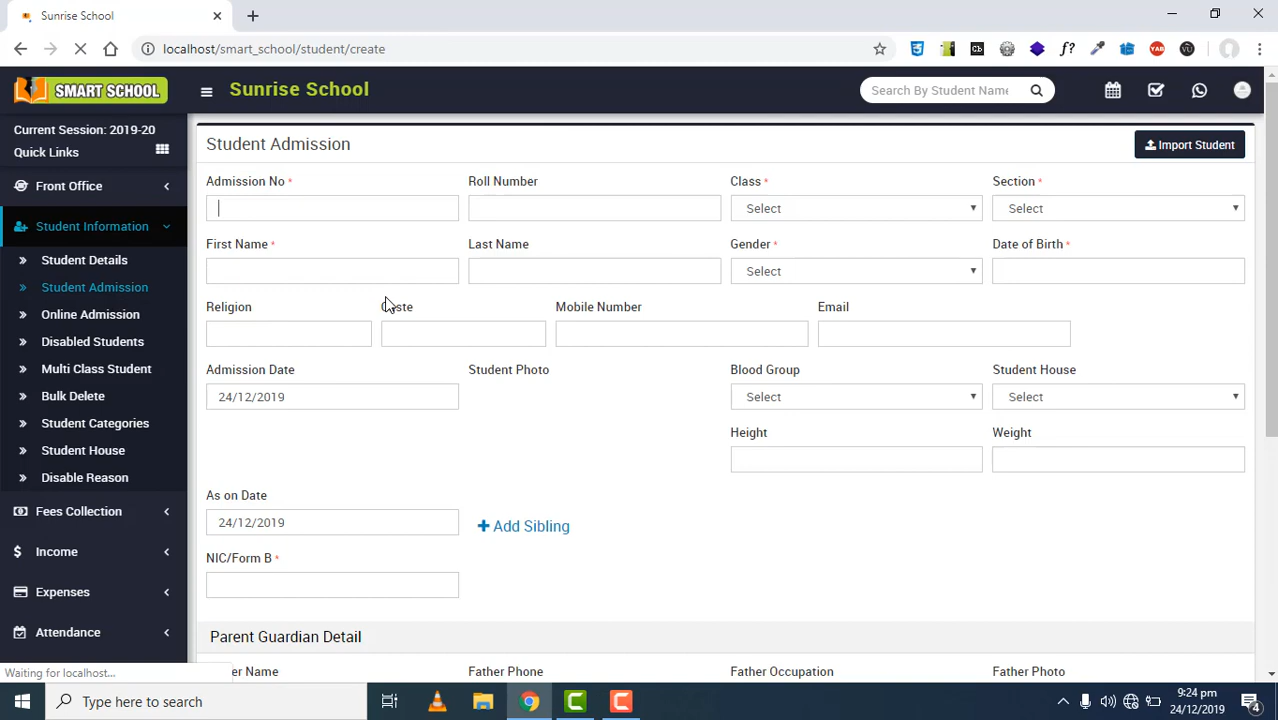 Sunrise School
localhost/smart_school/student/create
SMART SCHOOL
Sunrise School
Search By Student Name
Current Session: 2019-20
Quick Links
Front Office
Student Information
Student Details
Student Admission
Online Admission
Disabled Students
Multi Class Student
Bulk Delete
Student Categories
Student House
Disable Reason
Fees Collection
Income
Expenses
Attendance
Student Admission
Import Student
Admission No * Roll Number Class * Section *
Select Select
First Name * Last Name Gender * Date of Birth *
Select
Religion Caste Mobile Number Email
Admission Date Student Photo Blood Group Student House
24/12/2019 Select Select
Height Weight
As on Date
24/12/2019 Add Sibling
NIC/Form B *
Parent Guardian Detail
Name Father Phone Father Occupation Father Photo
Waiting for localhost...
Type here to search
9:24 pm
24/12/2019
4